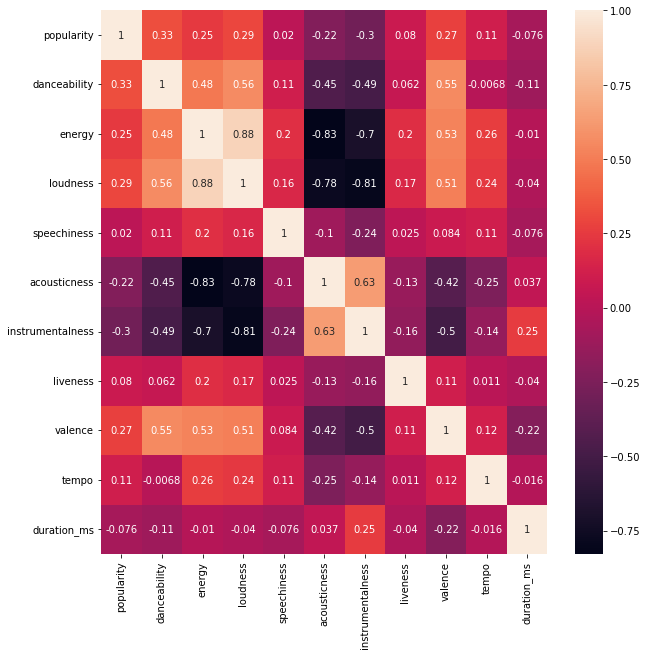 popularity 1 0.33 0.25 0.29 0.02 -0.22 -0.3 0.08 0.27 0.11 -0.076
danceability 0.33 1 0.48 0.56 0.11 -0.45 -0.49 0.062 0.55 -0.0068 -0.11
energy 0.25 0.48 1 0.88 0.2 -0.83 -0.7 0.2 0.53 0.26 -0.01
loudness 0.29 0.56 0.88 1 0.16 -0.78 -0.81 0.17 0.51 0.24 -0.04
speechiness 0.02 0.11 0.2 0.16 1 -0.1 -0.24 0.025 0.084 0.11 -0.076
acousticness -0.22 -0.45 -0.83 -0.78 -0.1 1 0.63 -0.13 -0.42 -0.25 0.037
instrumentalness -0.3 -0.49 -0.7 -0.81 -0.24 0.63 1 -0.16 -0.5 -0.14 0.25
liveness 0.08 0.062 0.2 0.17 0.025 -0.13 -0.16 1 0.11 0.011 -0.04
valence 0.27 0.55 0.53 0.51 0.084 -0.42 -0.5 0.11 1 0.12 -0.22
tempo 0.11 -0.0068 0.26 0.24 0.11 -0.25 -0.14 0.011 0.12 1 -0.016
duration_ms -0.076 -0.11 -0.01 -0.04 -0.076 0.037 0.25 -0.04 -0.22 -0.016 1
popularity danceability energy loudness speechiness acousticness instrumentalness liveness valence tempo duration_ms
1.00
0.75
0.50
0.25
0.00
−0.25
−0.50
−0.75